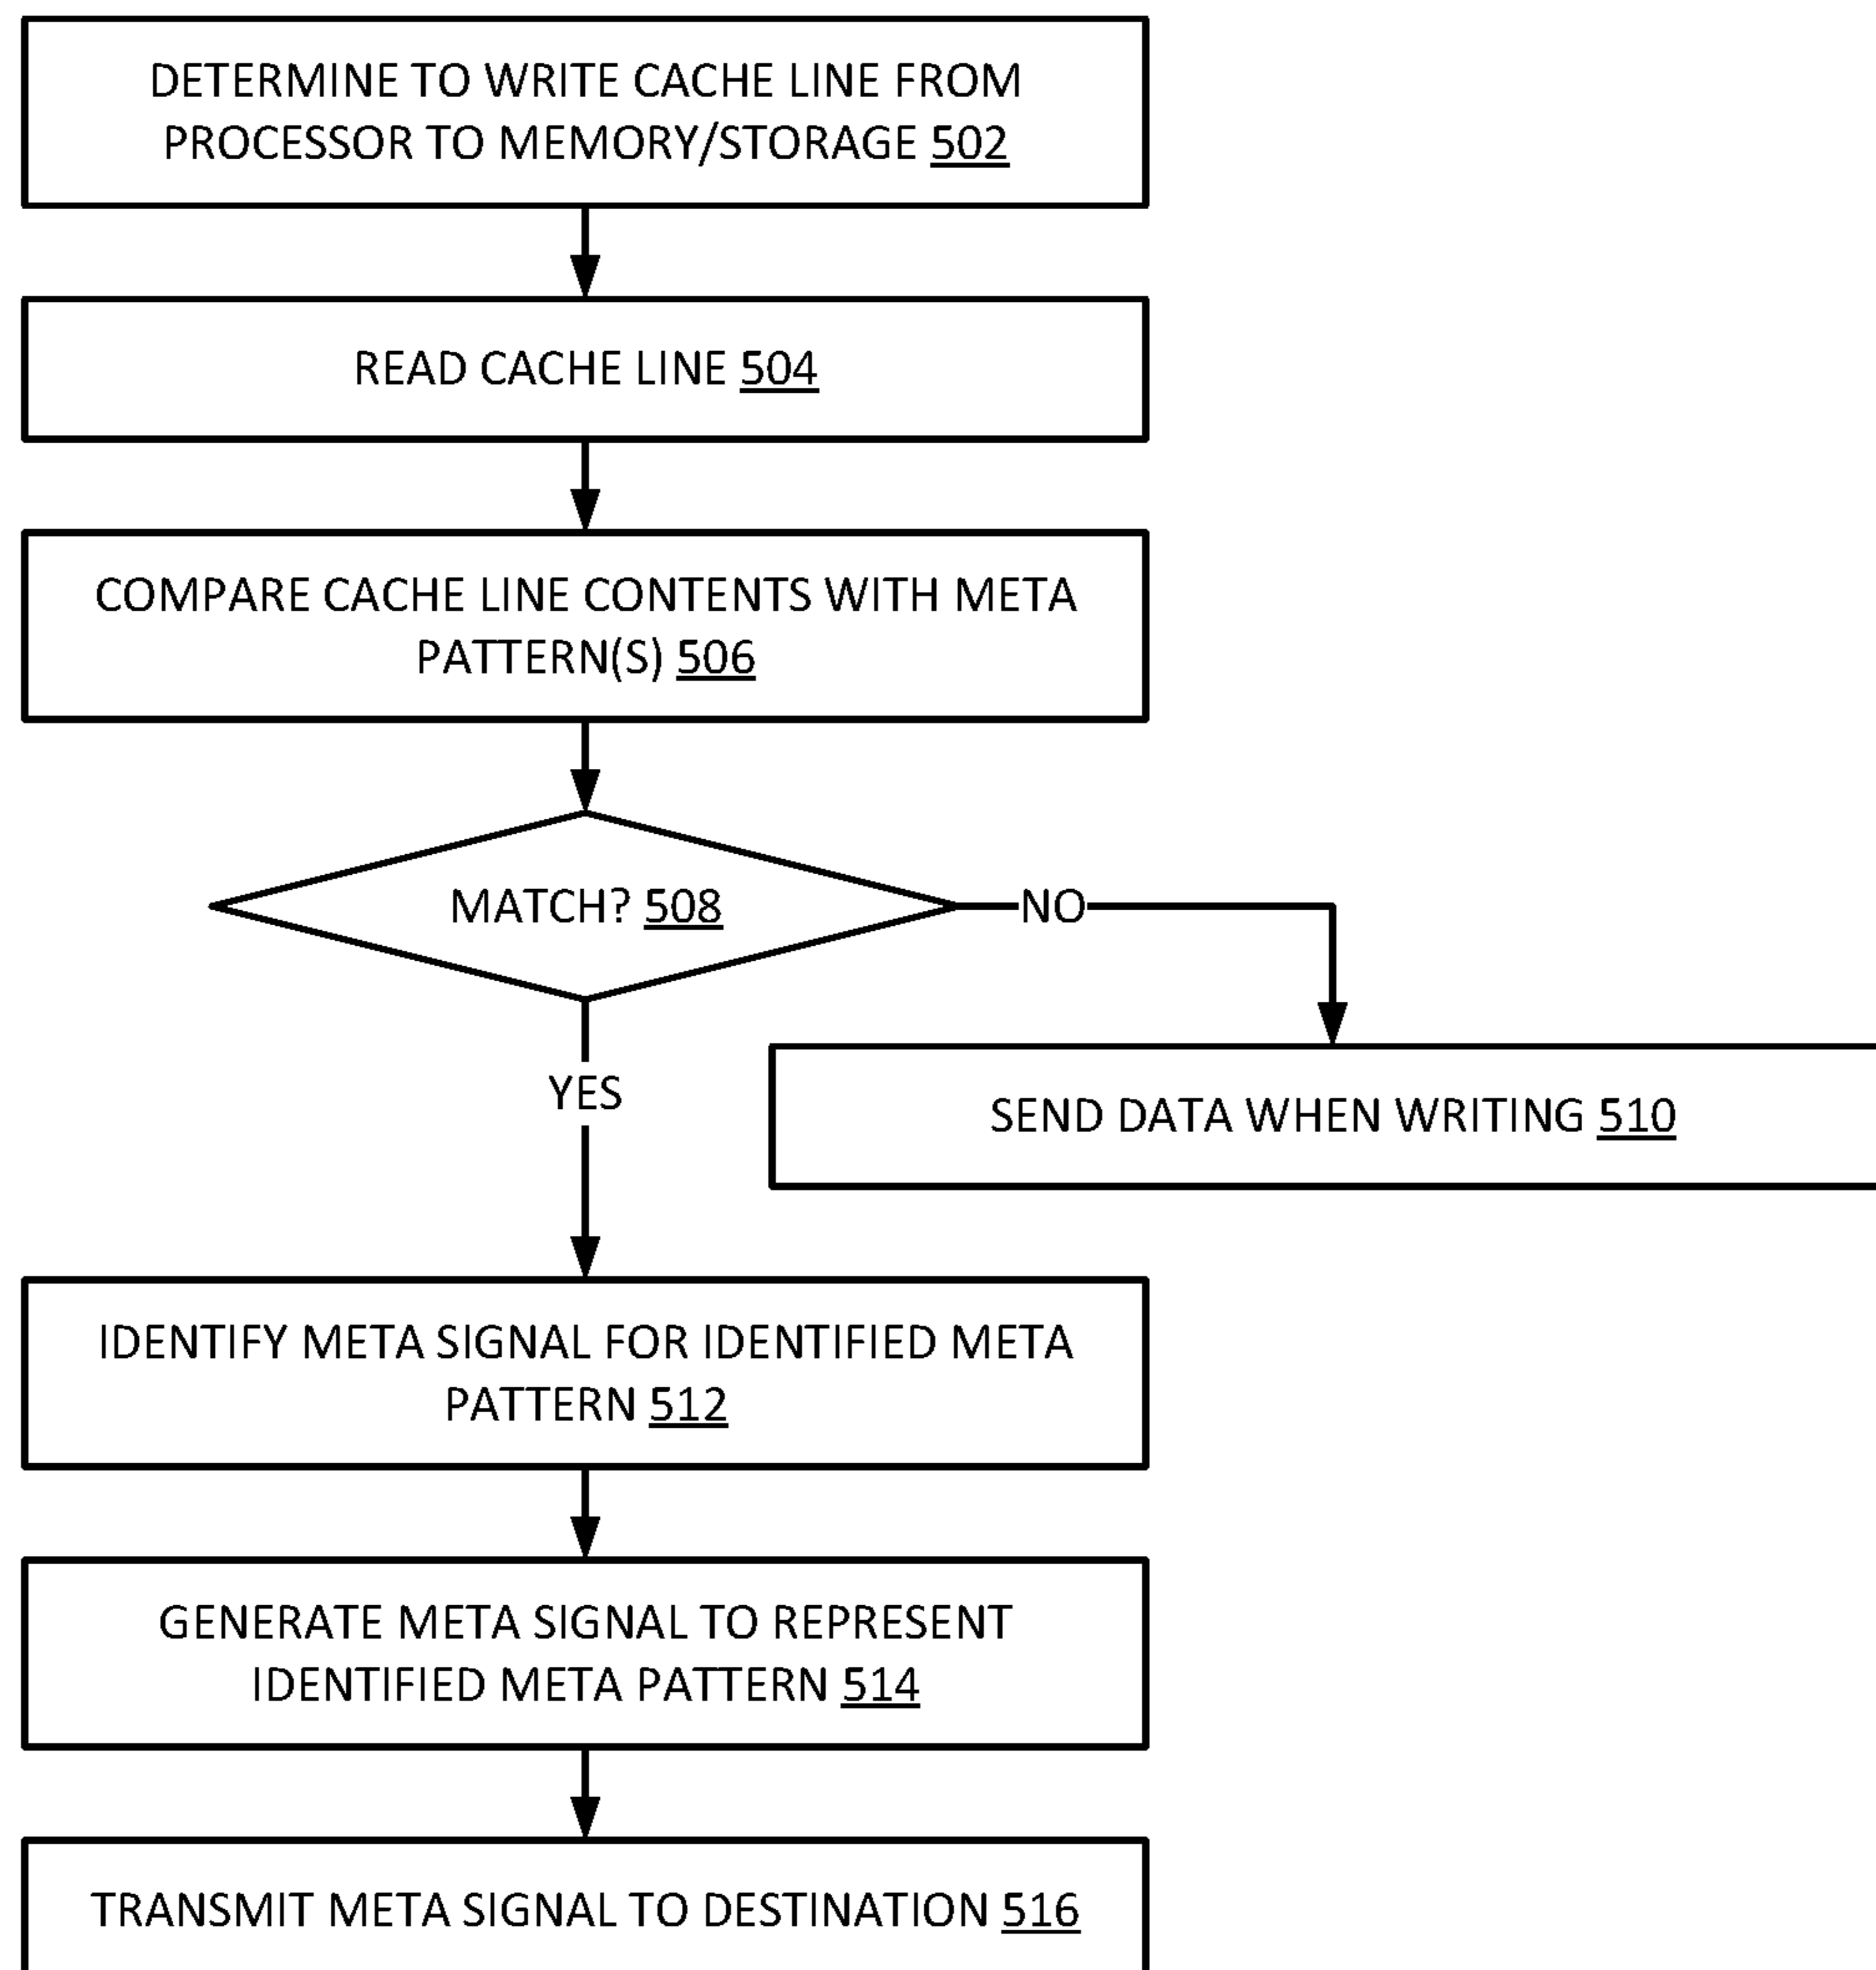 DETERMINE TO WRITE CACHE LINE FROM
PROCESSOR TO MEMORY/STORAGE 502
READ CACHE LINE 504
COMPARE CACHE LINE CONTENTS WITH META
PATTERN(S) 506
MATCH? 508
NO
YES
SEND DATA WHEN WRITING 510
IDENTIFY META SIGNAL FOR IDENTIFIED META
PATTERN 512
GENERATE META SIGNAL TO REPRESENT
IDENTIFIED META PATTERN 514
TRANSMIT META SIGNAL TO DESTINATION 516